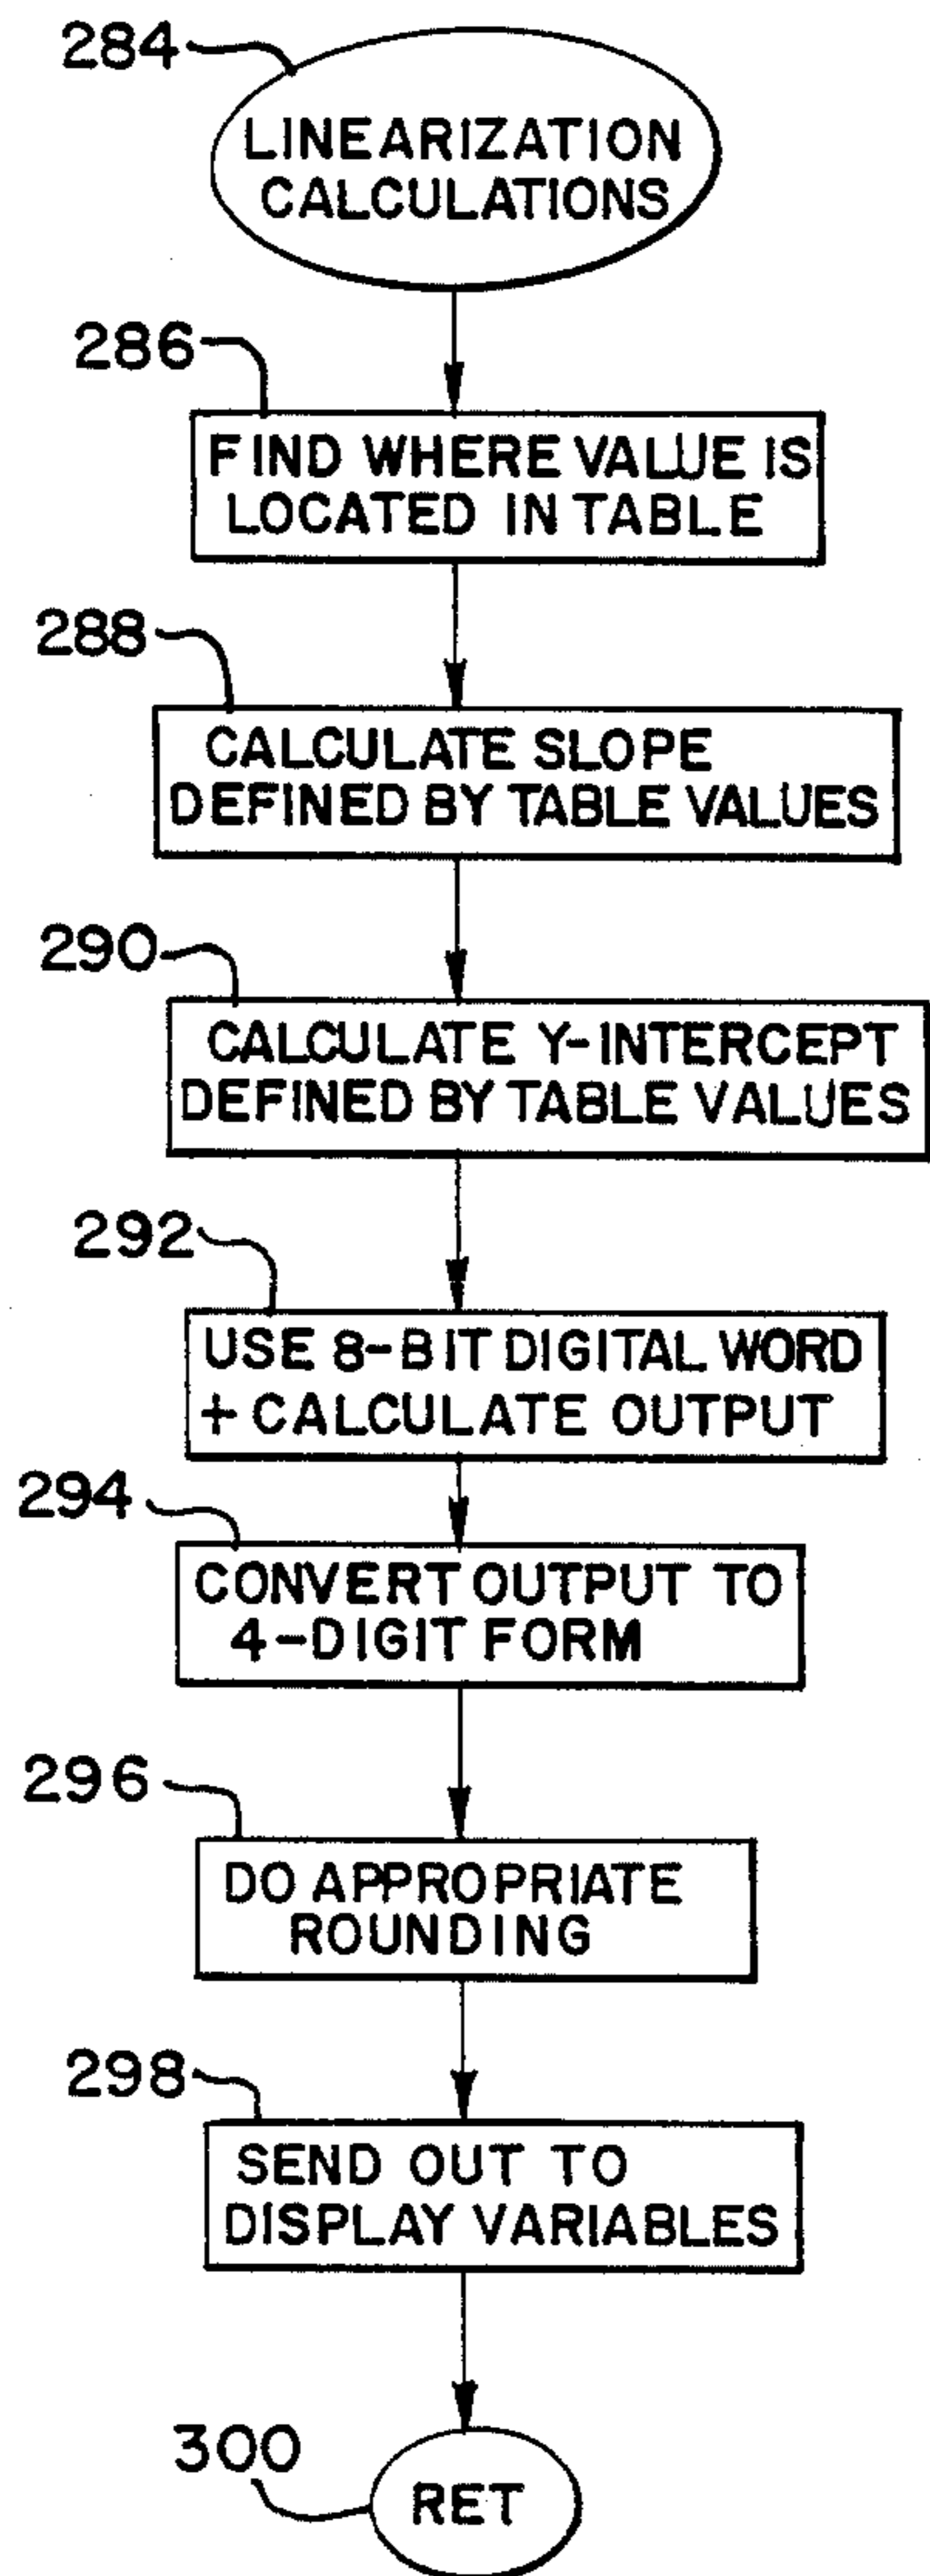 284
LINEARIZATION
CALCULATIONS
286
FIND WHERE VALUE IS
LOCATED IN TABLE
288
CALCULATE SLOPE
DEFINED BY TABLE VALUES
290
CALCULATE Y-INTERCEPT
DEFINED BY TABLE VALUES
292
USE 8-BIT DIGITAL WORD
+ CALCULATE OUTPUT
294
CONVERT OUTPUT TO
4-DIGIT FORM
296
DO APPROPRIATE
ROUNDING
298
SEND OUT TO
DISPLAY VARIABLES
300
RET